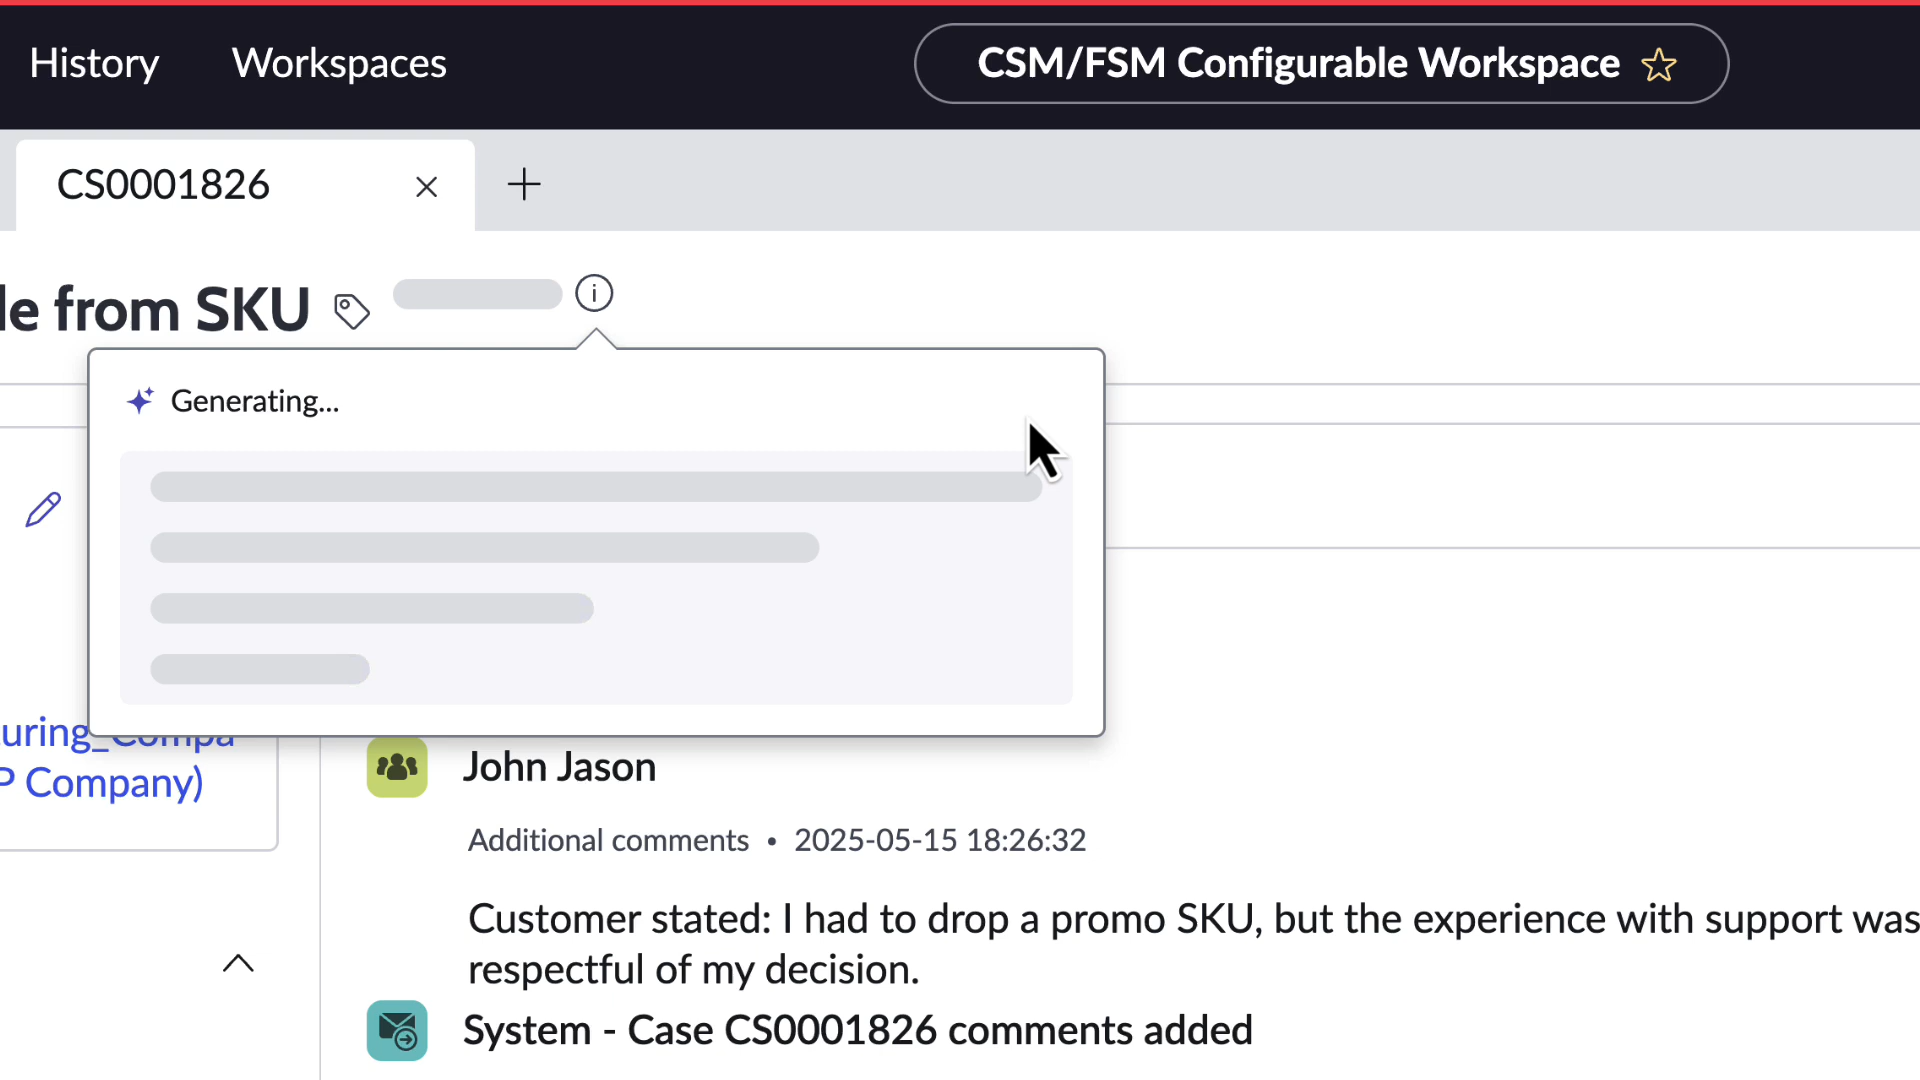 History Workspaces CSM/FSM Configurable Workspace
CS0001826
le from SKU
Generating...
uring_Compa
P Company)
John Jason
Additional comments • 2025-05-15 18:26:32
Customer stated: I had to drop a promo SKU, but the experience with support was
respectful of my decision.
System - Case CS0001826 comments added